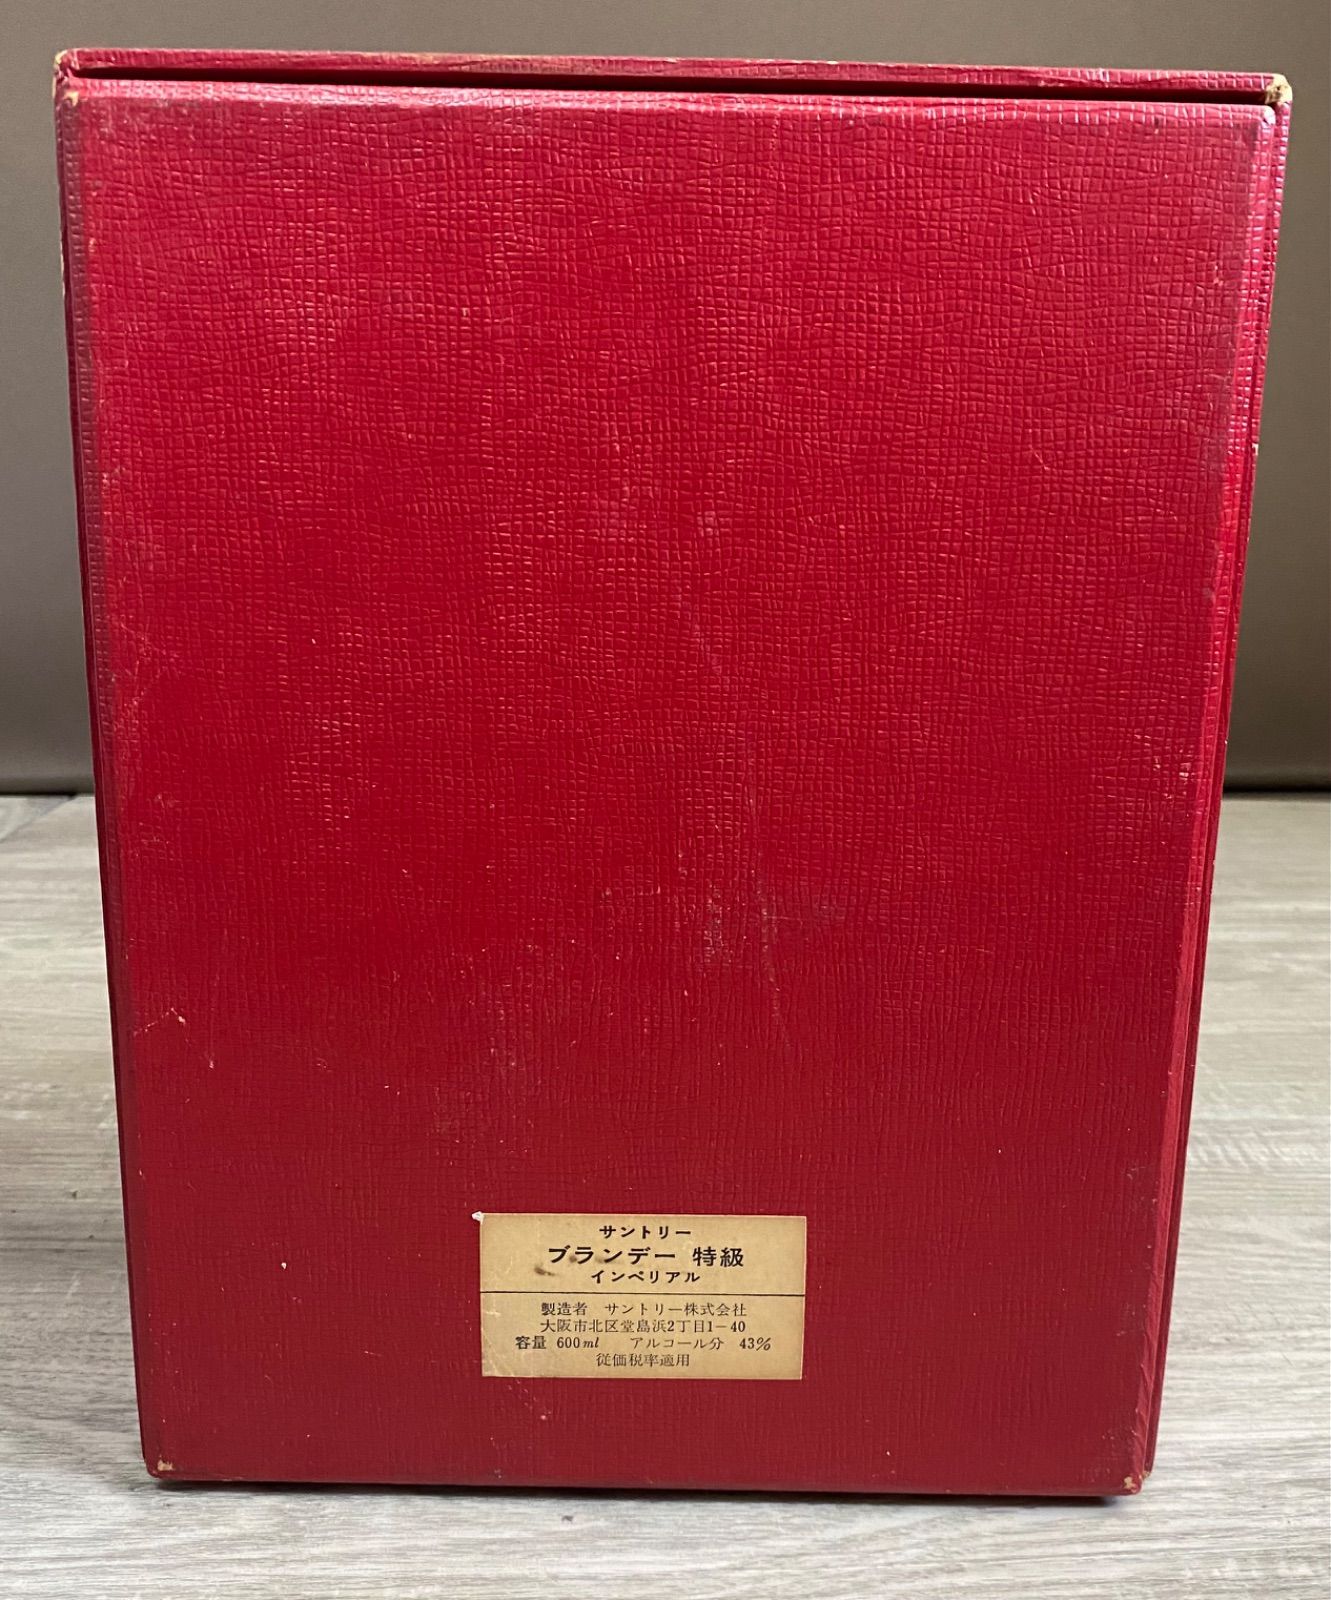 サントリー
ブランデー 特級
インペリアル
製造者 サントリー株式会社
大阪市北区堂島浜2丁目1-40
容量 600ml アルコール分 43%
従価税率適用